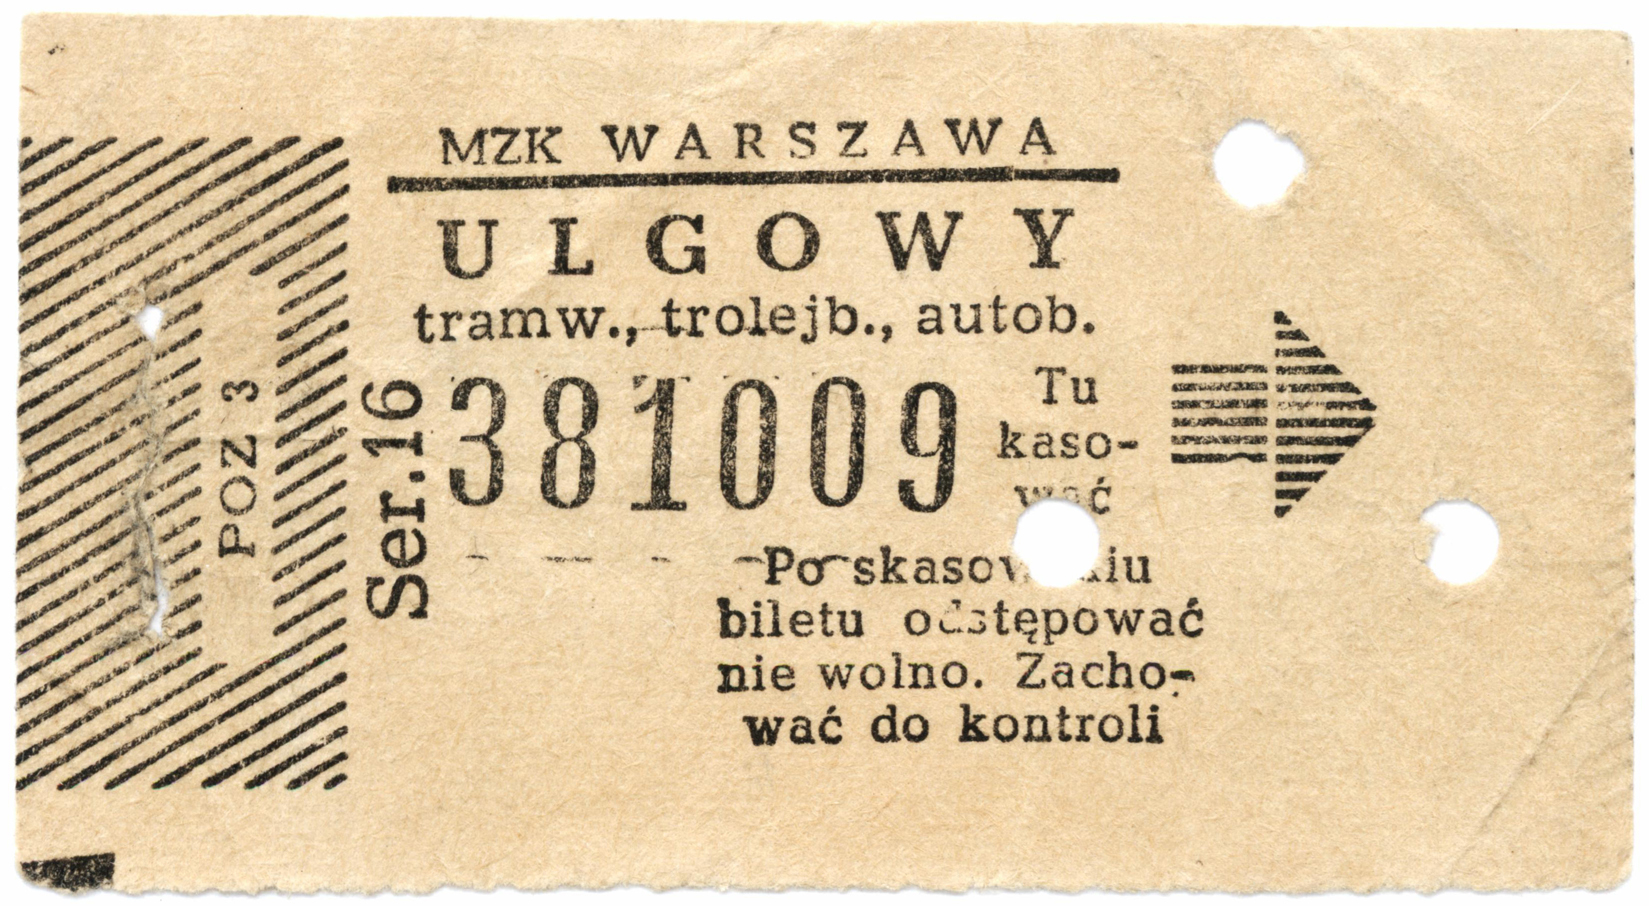 MZK WARSZAWA
ULGOWY
tramw., trolejb., autob.
POZ 3
Ser.16
381009
Tu
kaso-
wać
Po skasowaniu
biletu odstępować
nie wolno. Zacho-
wać do kontroli